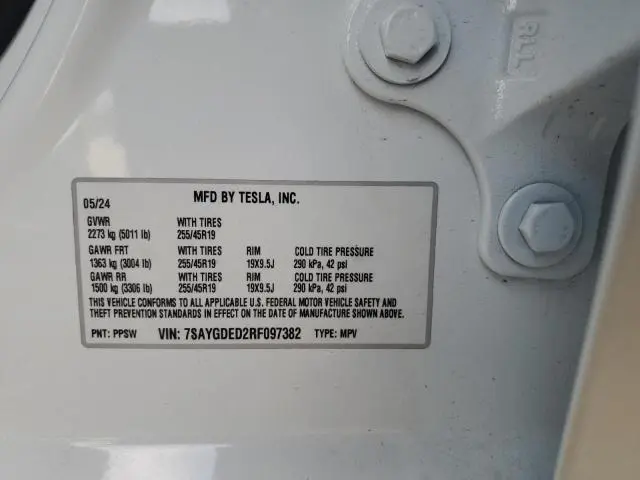 RLL
MFD BY TESLA, INC.
05/24
GVWR WITH TIRES
2273 kg (5011 lb) 255/45R19
GAWR FRT WITH TIRES RIM COLD TIRE PRESSURE
1363 kg (3004 lb) 255/45R19 19X9.5J 290 kPa, 42 psi
GAWR RR WITH TIRES RIM COLD TIRE PRESSURE
1500 kg (3306 lb) 255/45R19 19X9.5J 290 kPa, 42 psi
THIS VEHICLE CONFORMS TO ALL APPLICABLE U.S. FEDERAL MOTOR VEHICLE SAFETY AND
THEFT PREVENTION STANDARDS IN EFFECT ON THE DATE OF MANUFACTURE SHOWN ABOVE.
PNT: PPSW VIN: 7SAYGDED2RF097382 TYPE: MPV